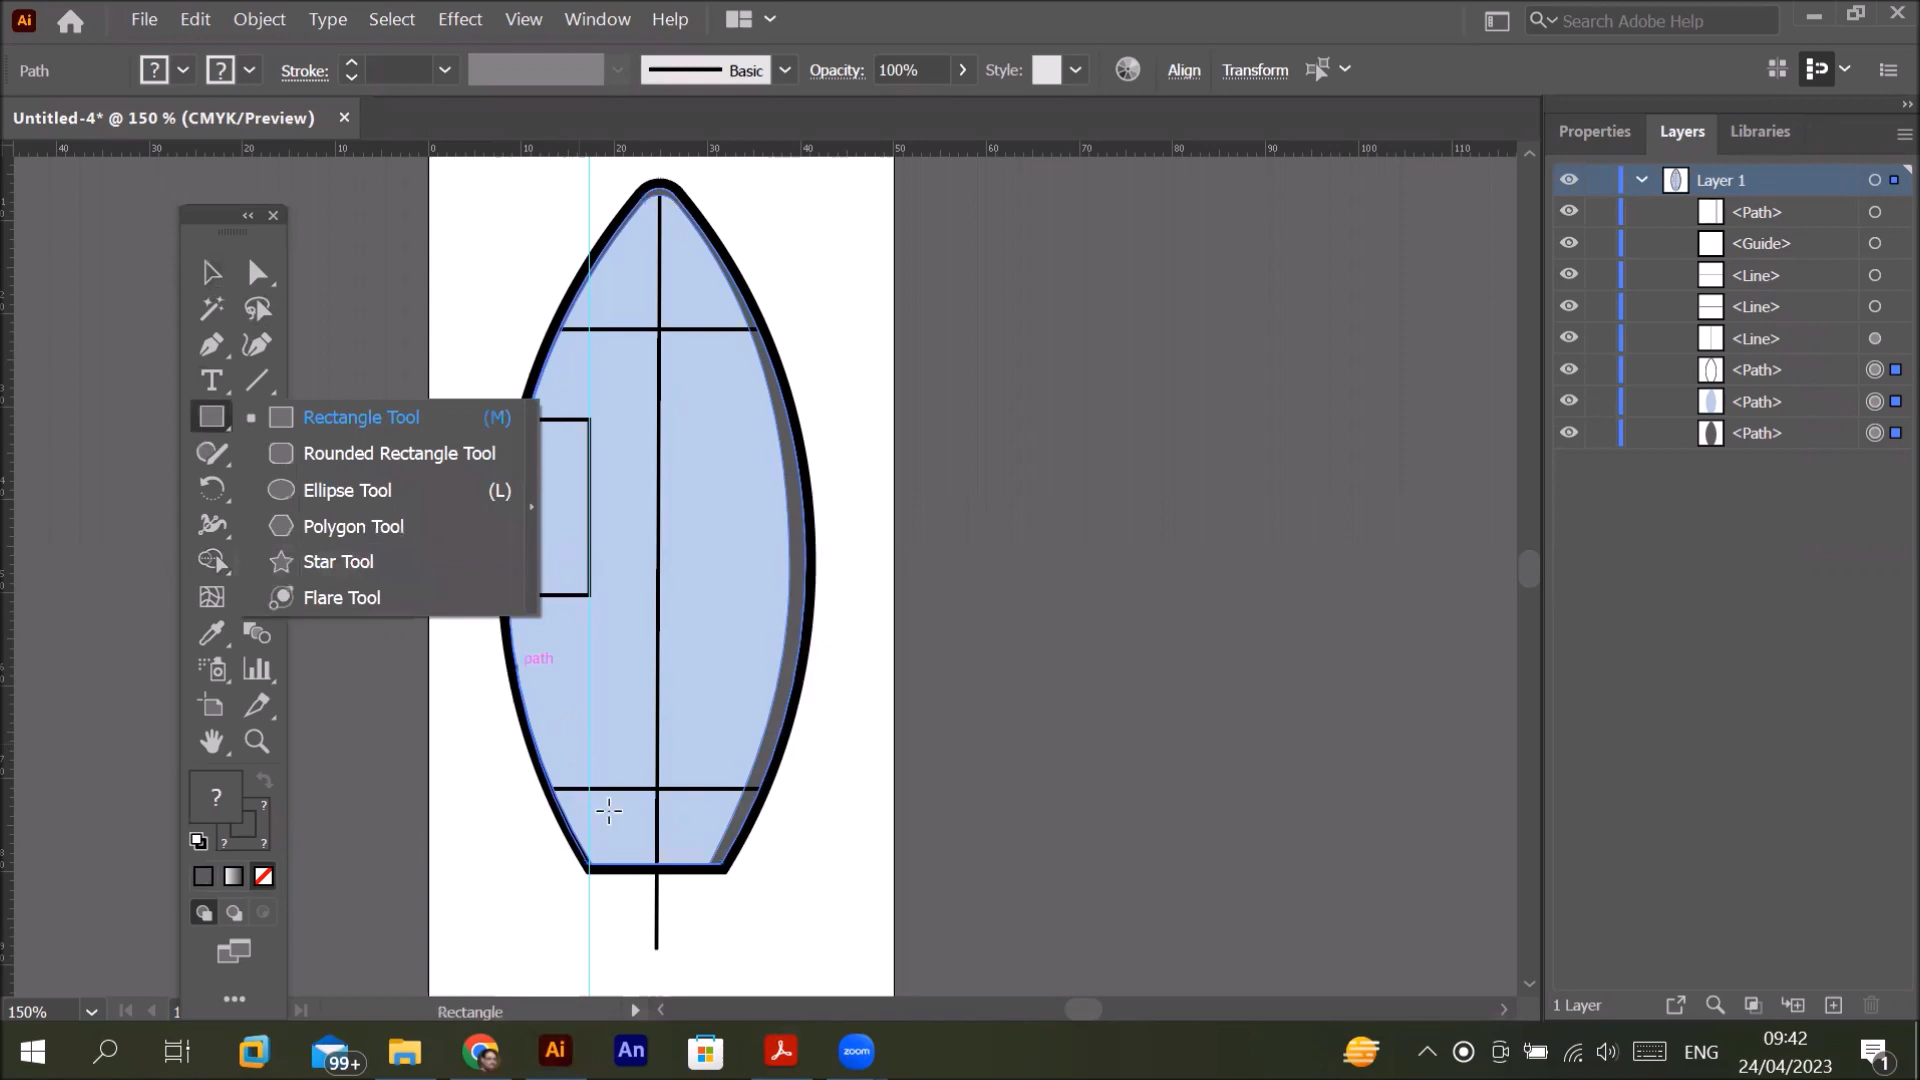 Ai File Edit Object Type Select Effect View Window Help Search Adobe Help
Path ? ? Stroke: Basic Opacity: 100% Style: Align Transform
Untitled-4* @ 150 % (CMYK/Preview) Properties Layers Libraries
40 30 20 10 0 10 20 30 40 50 60 70 80 90 100 110
Layer 1
<Path>
<Guide>
<Line>
<Line>
<Line>
<Path>
<Path>
<Path>
T
Rectangle Tool (M)
Rounded Rectangle Tool
Ellipse Tool (L)
Polygon Tool
Star Tool
Flare Tool
path
?
?
? ?
150% 1 Rectangle 1 Layer
99+ Ai An zoom ENG 09:42
24/04/2023 1